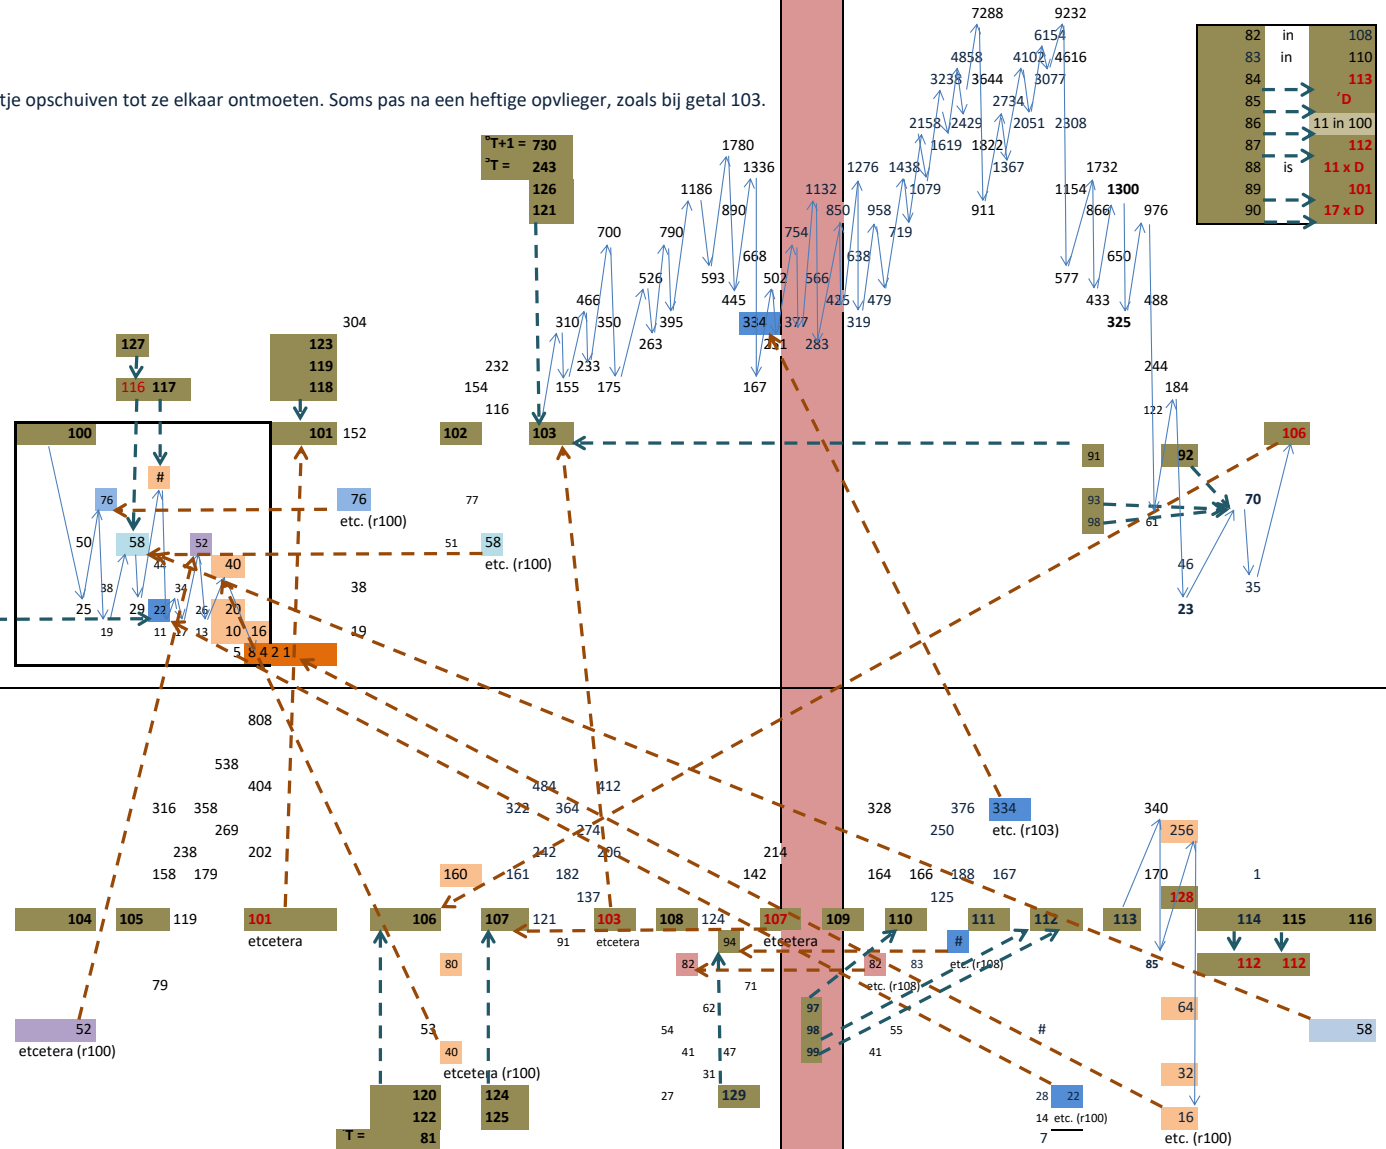 7288 9232
6154 82 in 108
4858 4102 4616 83 in 110
3238 3644 3077 84 113
tje opschuiven tot ze elkaar ontmoeten. Soms pas na een heftige opvlieger, zoals bij getal 103. 2734 85 ´D
2158 2429 2051 2308 86 11 in 100
T+1 = 730 1780 1619 1822 87 112
T = 243 1336 1276 1438 1367 1732 88 is 11 x D
126 1186 1132 1079 1154 1300 89 101
121 890 850 958 911 866 976 90 17 x D
700 790 754 719
668 638 650
526 593 502 566 577
466 445 425 479 433 488
304 310 350 395 334 377 319 325
127 123 263 251 283
119 232 233 244
116 117 118 154 155 175 167 184
116 122
100 101 152 102 103 91 92 106
#
76 76 77 93 70
etc. (r100) 98 61
50 58 52 51 58
44 40 etc. (r100) 46
38 34 38 35
25 29 22 26 20 23
19 11 17 13 10 16 19
5 8 4 2 1
808
538
404 484 412
316 358 322 364 328 376 334 340
269 274 250 etc. (r103) 256
238 202 242 206 214
158 179 160 161 182 142 164 166 188 167 170 1
137 125 128
104 105 119 101 106 107 121 103 108 124 107 109 110 111 112 113 114 115 116
etcetera 91 etcetera 94 etcetera #
80 82 82 83 etc. (r108) 85 112 112
79 71 etc. (r108)
62 97 64
52 53 54 98 55 # 58
etcetera (r100) 40 41 47 99 41
etcetera (r100) 31 32
120 124 27 129 28 22
122 125 14 etc. (r100) 16
T = 81 7 etc. (r100)